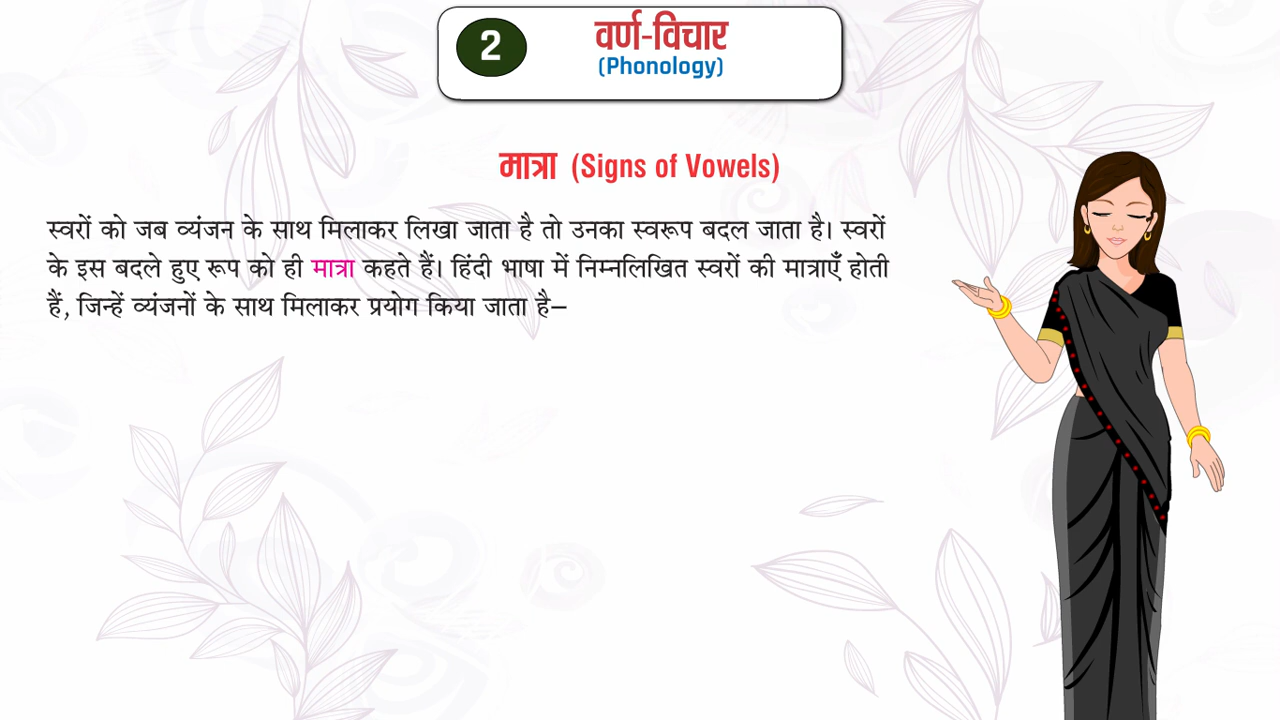 2
वर्ण-विचार
(Phonology)
मात्रा (Signs of Vowels)
स्वरों को जब व्यंजन के साथ मिलाकर लिखा जाता है तो उनका स्वरूप बदल जाता है। स्वरों
के इस बदले हुए रूप को ही मात्रा कहते हैं। हिंदी भाषा में निम्नलिखित स्वरों की मात्राएँ होती
हैं, जिन्हें व्यंजनों के साथ मिलाकर प्रयोग किया जाता है–